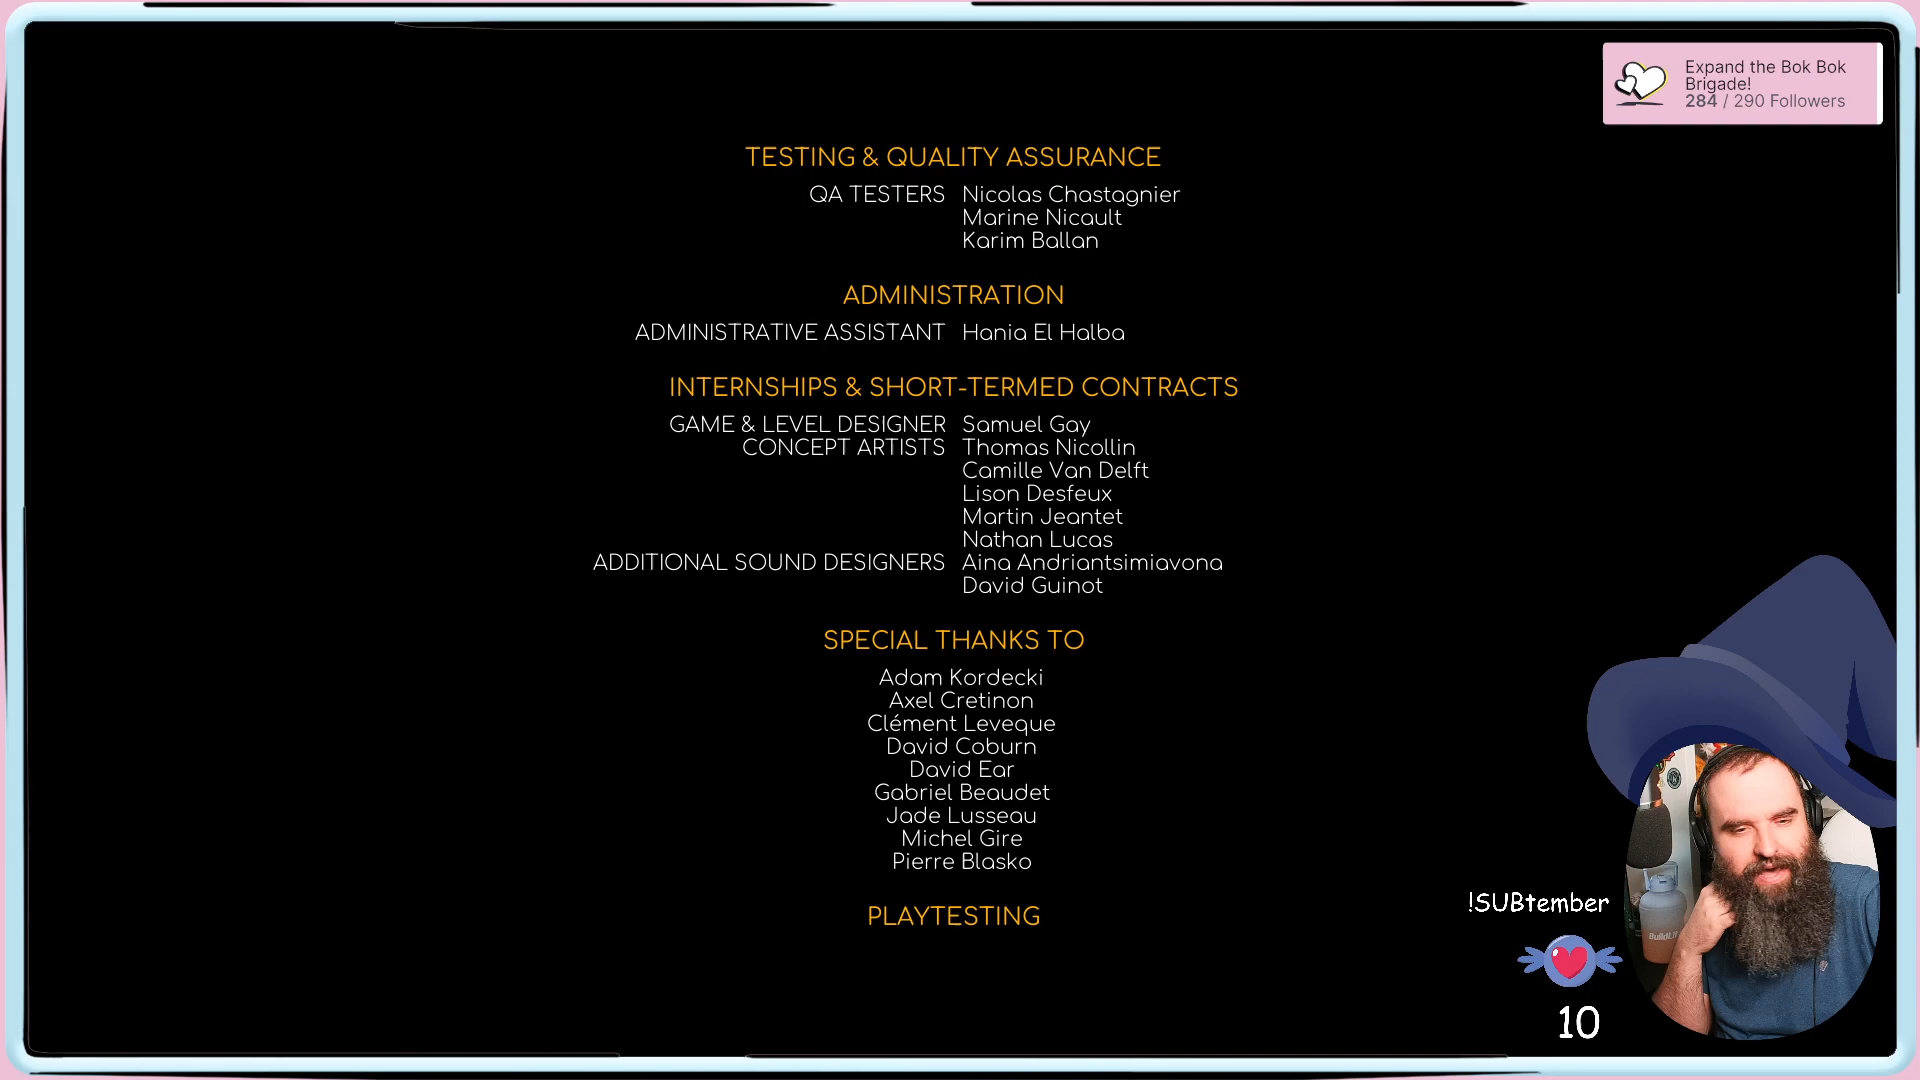 Expand the Bok Bok
Brigade!
284 / 290 Followers
TESTING & QUALITY ASSURANCE
QA TESTERS Nicolas Chastagnier
Marine Nicault
Karim Ballan
ADMINISTRATION
ADMINISTRATIVE ASSISTANT Hania El Halba
INTERNSHIPS & SHORT-TERMED CONTRACTS
GAME & LEVEL DESIGNER Samuel Gay
CONCEPT ARTISTS Thomas Nicollin
Camille Van Delft
Lison Desfeux
Martin Jeantet
Nathan Lucas
ADDITIONAL SOUND DESIGNERS Aina Andriantsimiavona
David Guinot
SPECIAL THANKS TO
Adam Kordecki
Axel Cretinon
Clément Leveque
David Coburn
David Ear
Gabriel Beaudet
Jade Lusseau
Michel Gire
Pierre Blasko
PLAYTESTING
!SUBtember
10